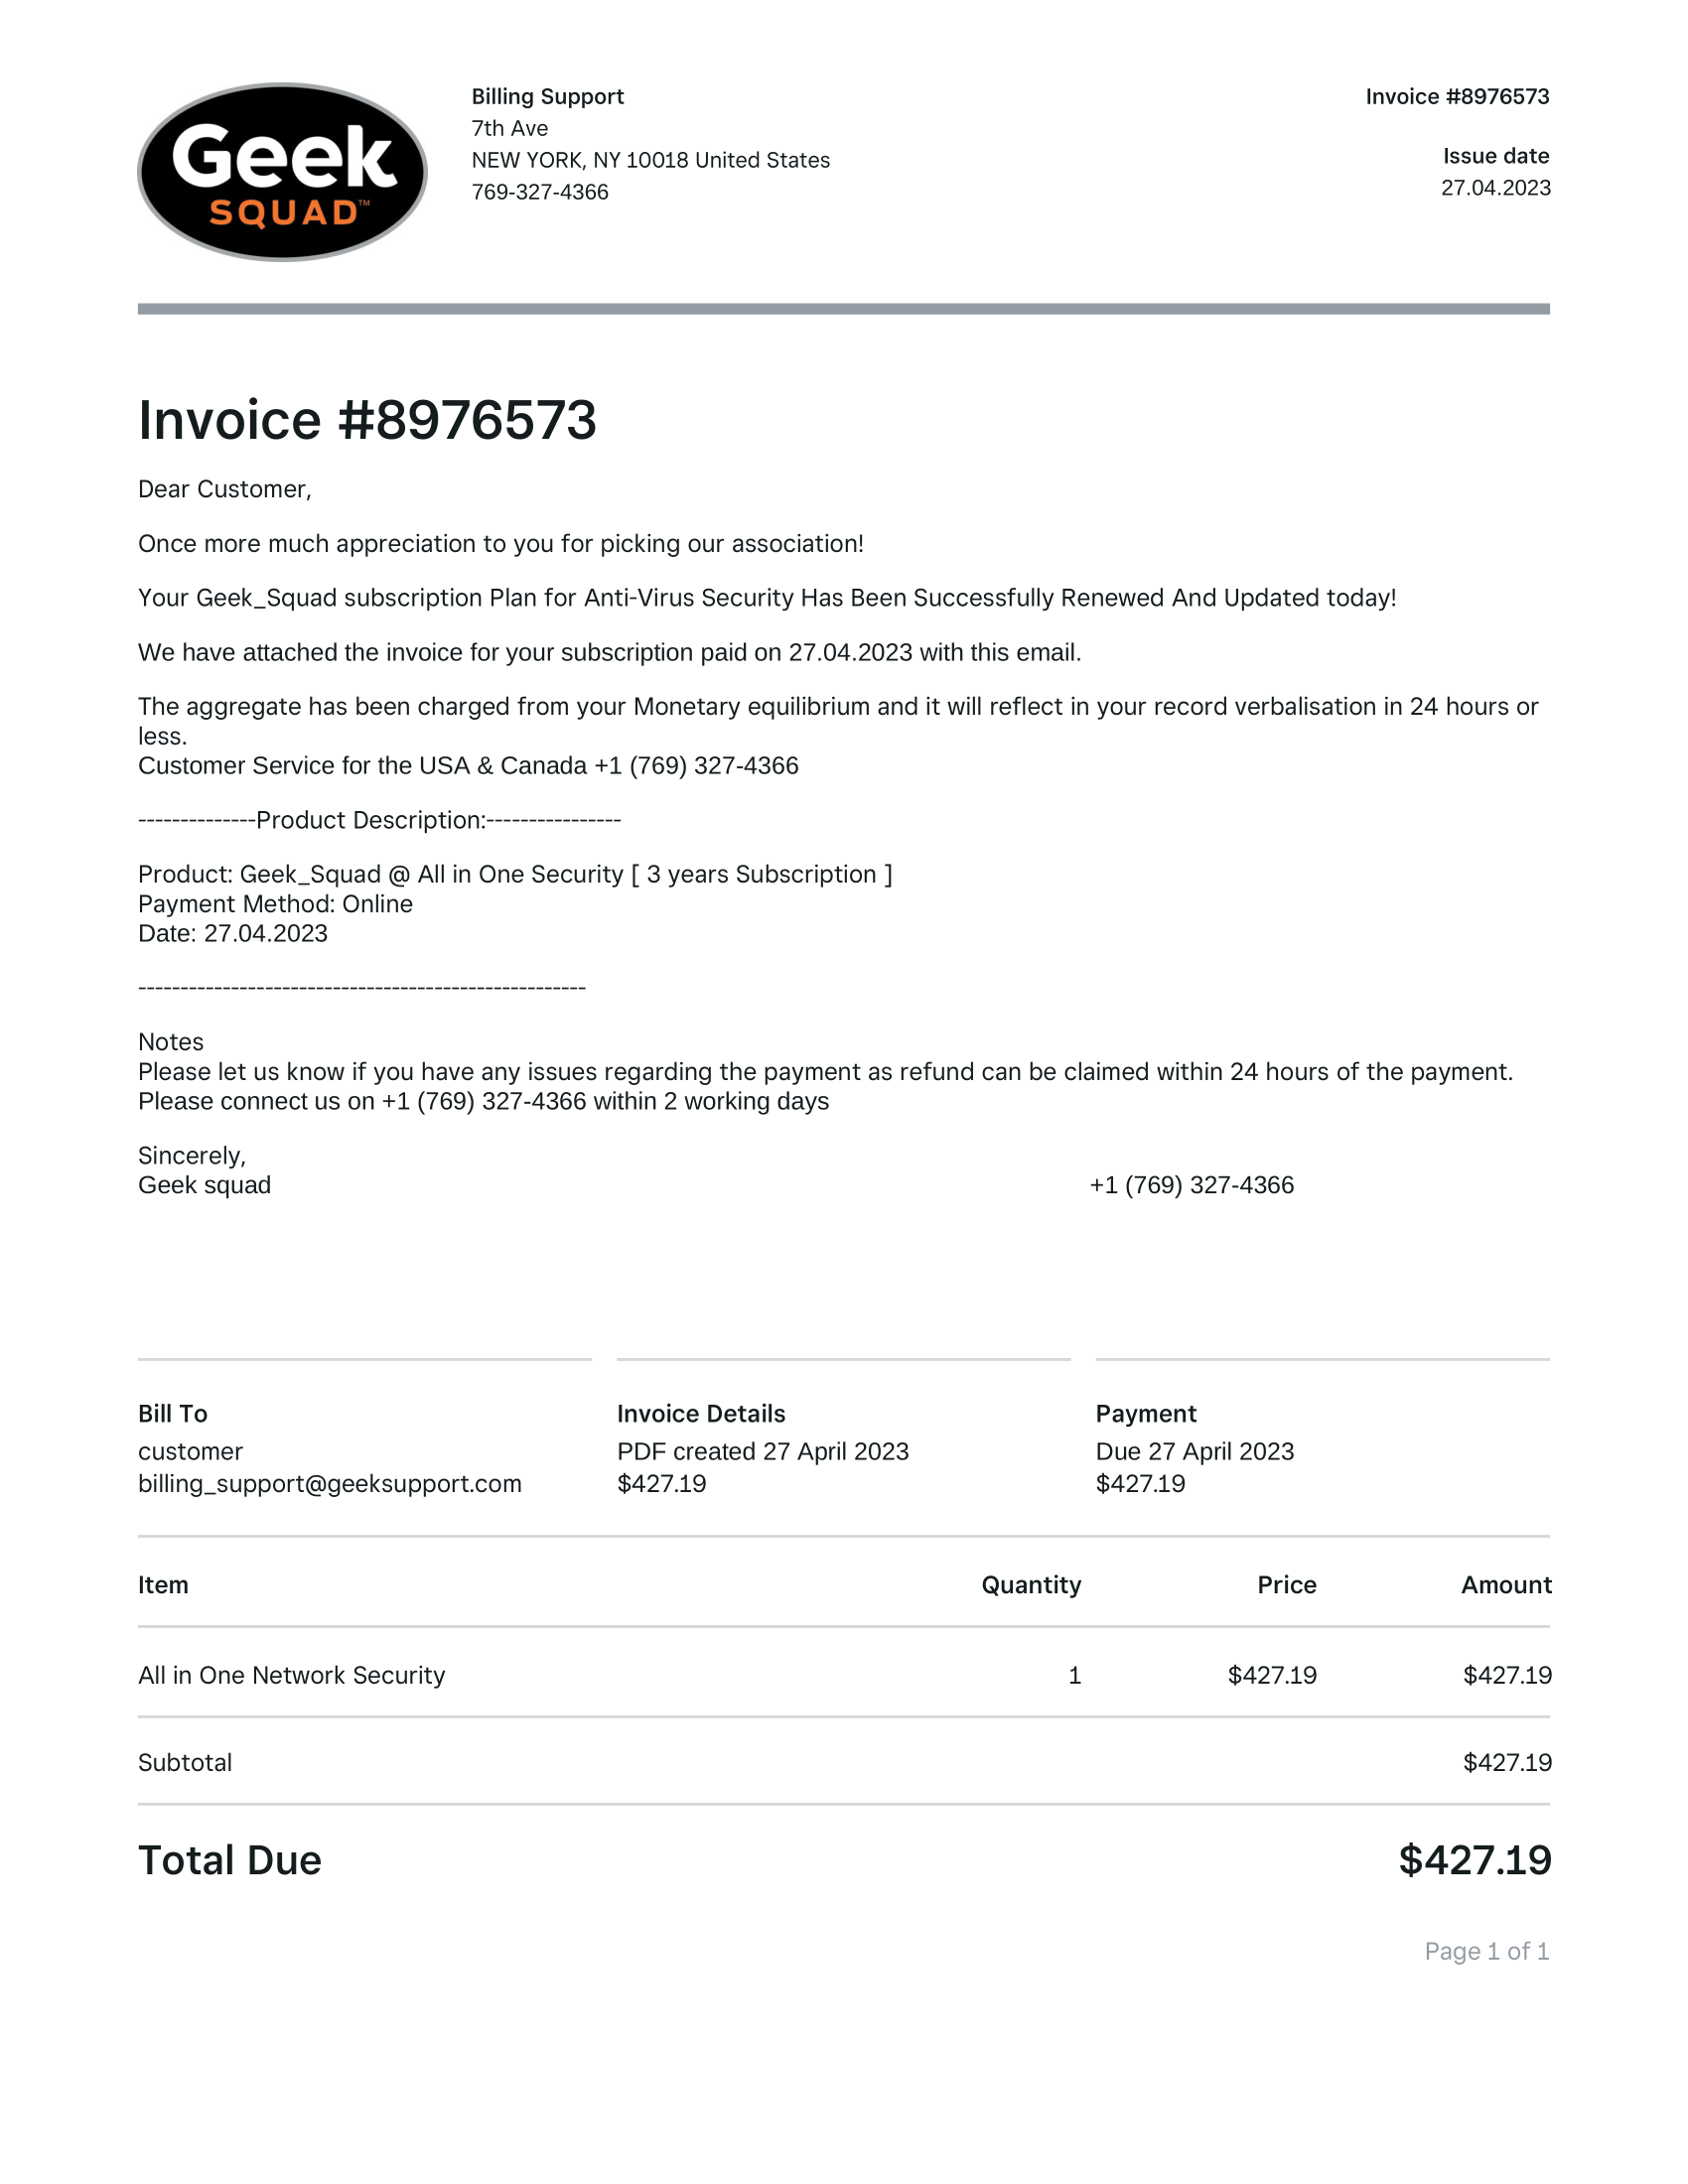 Geek
SQUAD™
Billing Support
7th Ave
NEW YORK, NY 10018 United States
769-327-4366
Invoice #8976573
Issue date
27.04.2023
Invoice #8976573
Dear Customer,
Once more much appreciation to you for picking our association!
Your Geek_Squad subscription Plan for Anti-Virus Security Has Been Successfully Renewed And Updated today!
We have attached the invoice for your subscription paid on 27.04.2023 with this email.
The aggregate has been charged from your Monetary equilibrium and it will reflect in your record verbalisation in 24 hours or
less.
Customer Service for the USA & Canada +1 (769) 327-4366
--------------Product Description:----------------
Product: Geek_Squad @ All in One Security [ 3 years Subscription ]
Payment Method: Online
Date: 27.04.2023
-----------------------------------------------------
Notes
Please let us know if you have any issues regarding the payment as refund can be claimed within 24 hours of the payment.
Please connect us on +1 (769) 327-4366 within 2 working days
Sincerely,
Geek squad +1 (769) 327-4366
Bill To
customer
billing_support@geeksupport.com
Invoice Details
PDF created 27 April 2023
$427.19
Payment
Due 27 April 2023
$427.19
Item Quantity Price Amount
All in One Network Security 1 $427.19 $427.19
Subtotal $427.19
Total Due $427.19
Page 1 of 1